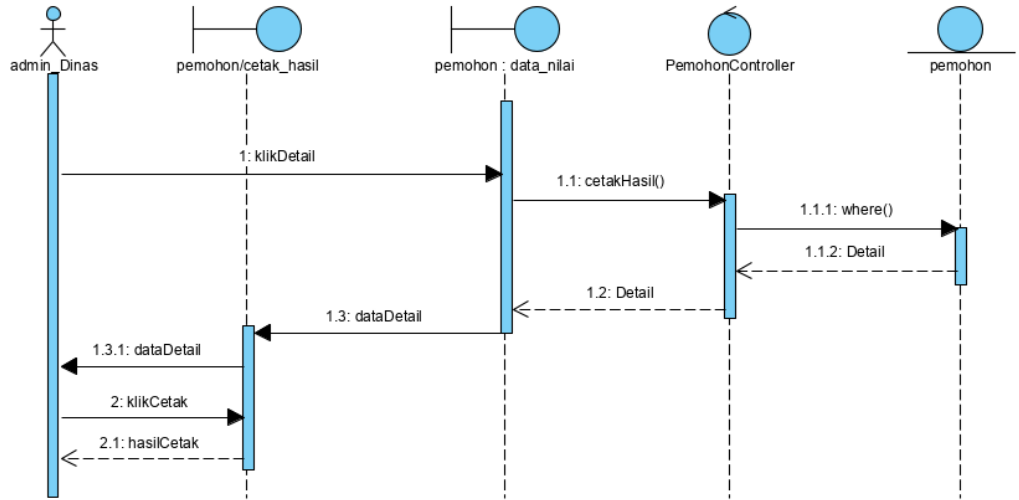 admin_Dinas
pemohon/cetak_hasil
pemohon : data_nilai
PemohonController
pemohon
1: klikDetail
1.1: cetakHasil()
1.1.1: where()
1.1.2: Detail
1.2: Detail
1.3: dataDetail
1.3.1: dataDetail
2: klikCetak
2.1: hasilCetak